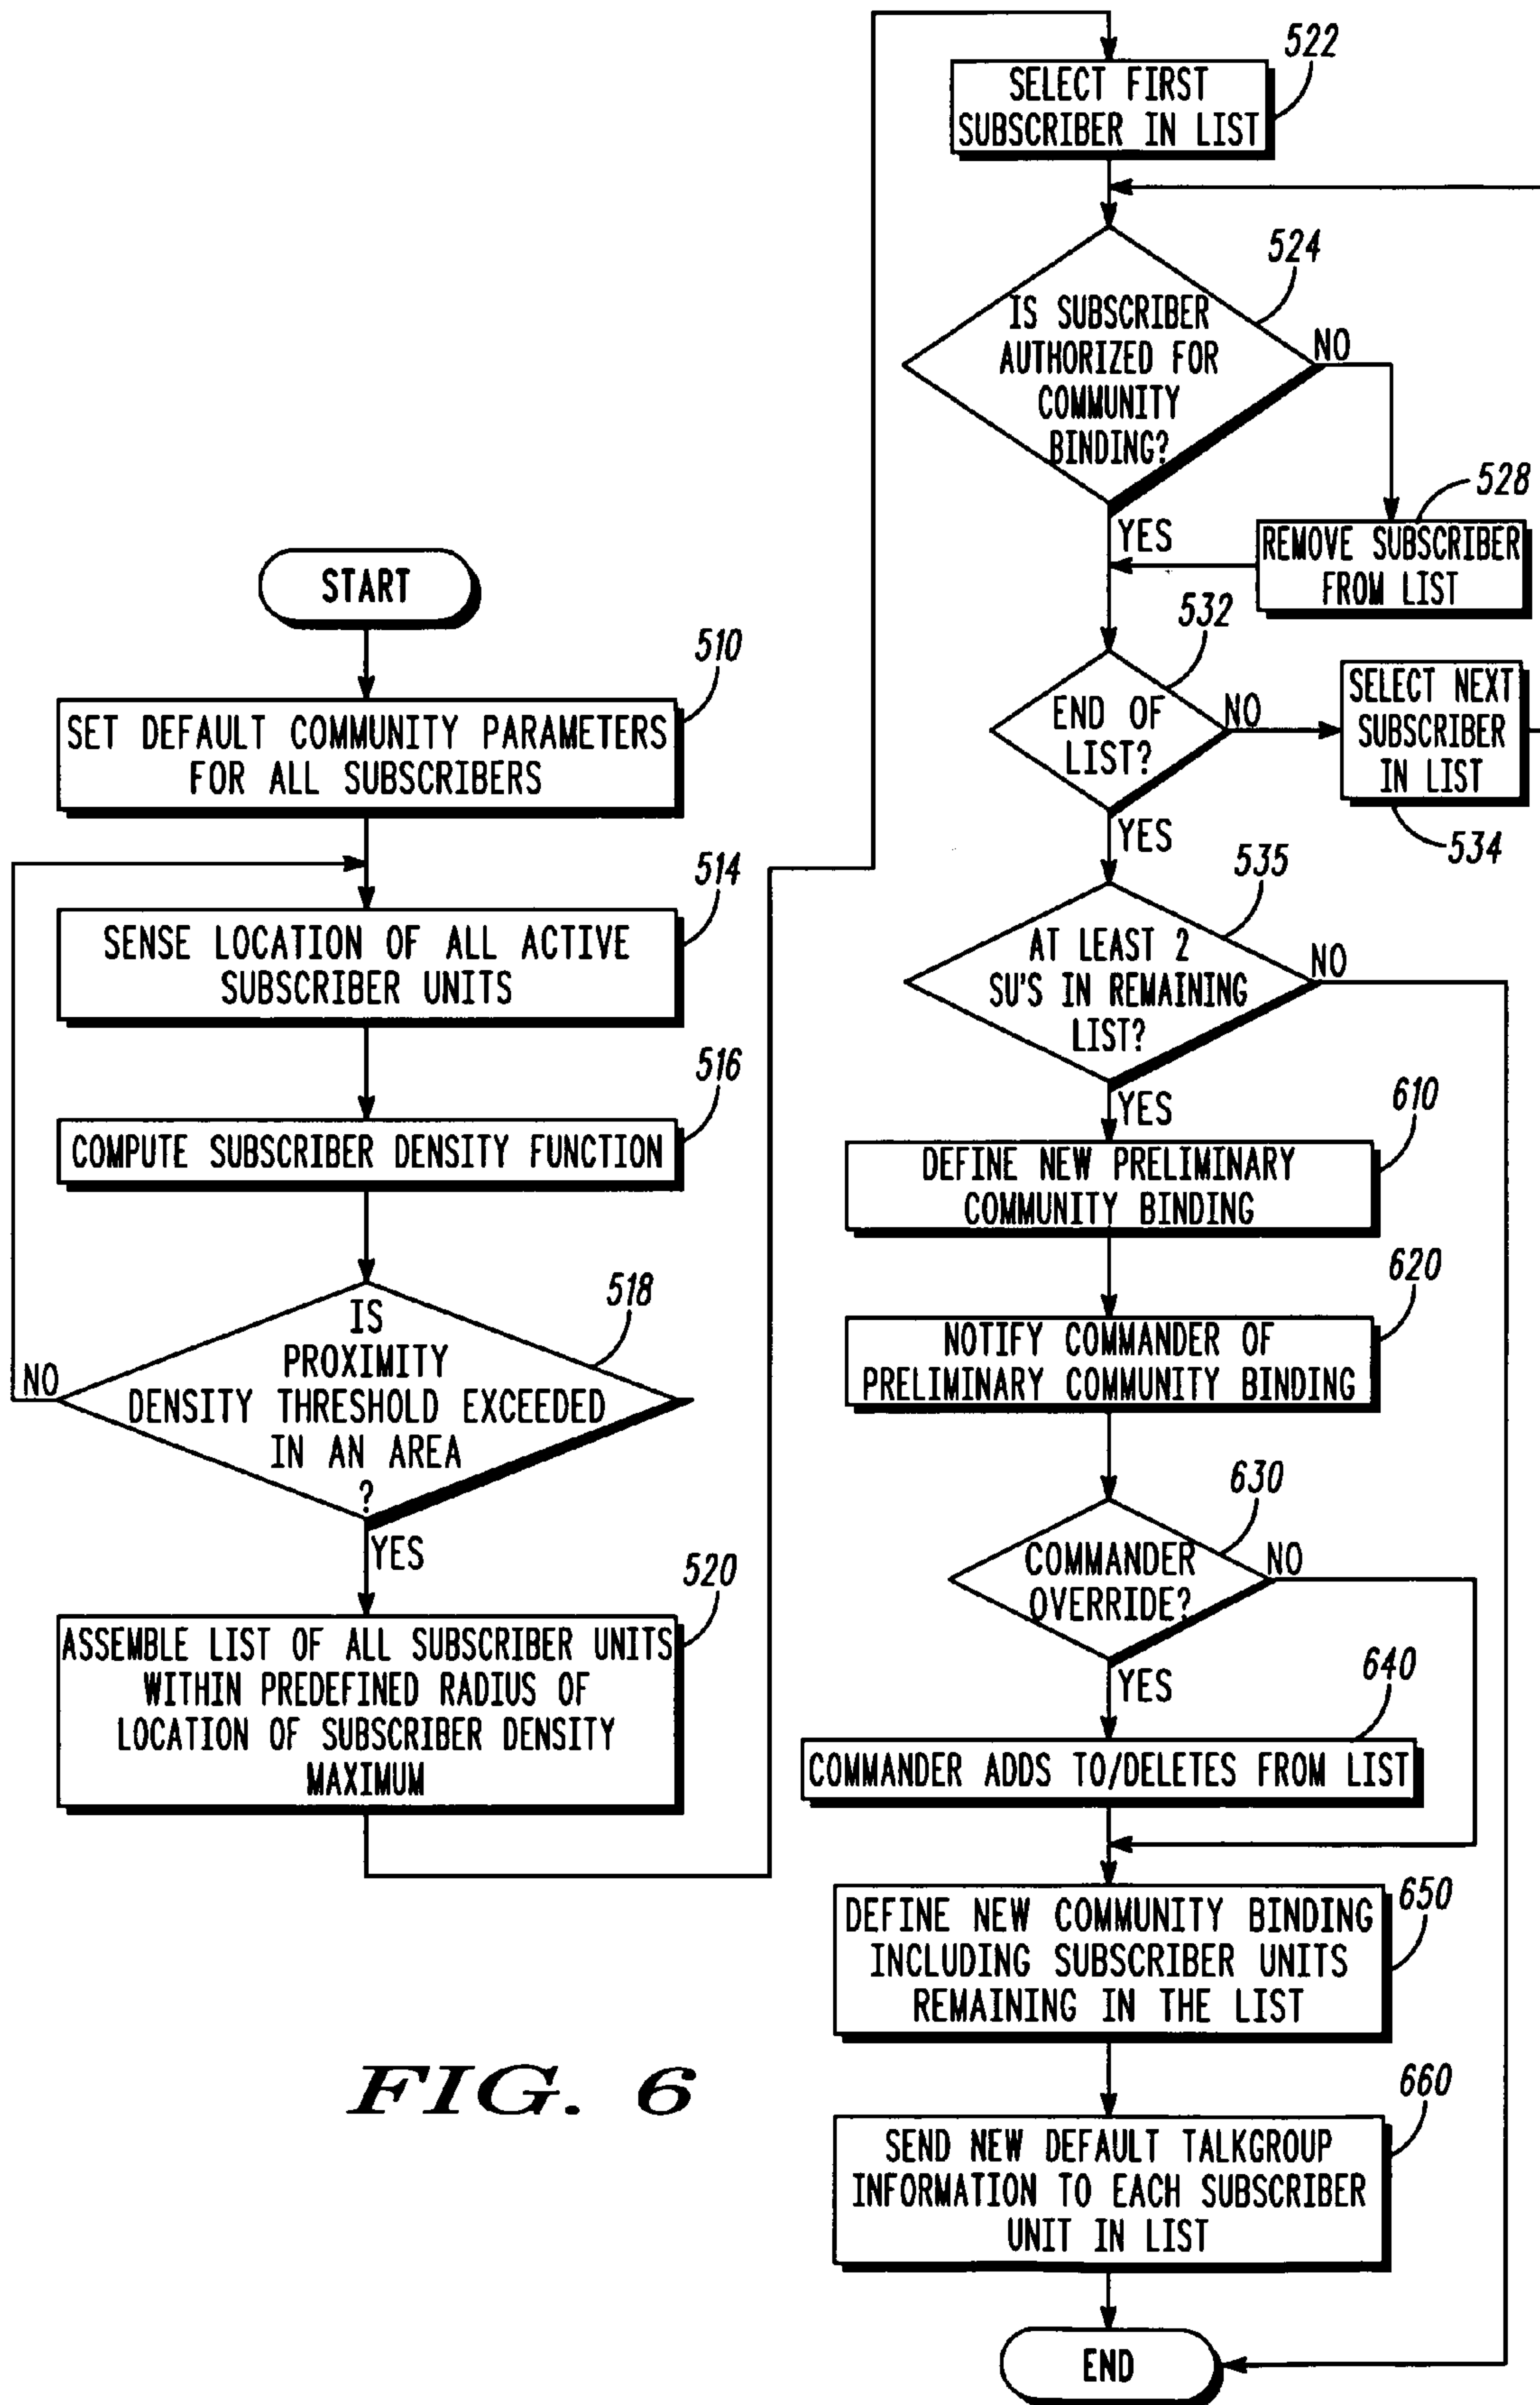 START
510
SET DEFAULT COMMUNITY PARAMETERS
FOR ALL SUBSCRIBERS
514
SENSE LOCATION OF ALL ACTIVE
SUBSCRIBER UNITS
516
COMPUTE SUBSCRIBER DENSITY FUNCTION
518
IS
PROXIMITY
DENSITY THRESHOLD EXCEEDED
IN AN AREA
?
NO
YES
520
ASSEMBLE LIST OF ALL SUBSCRIBER UNITS
WITHIN PREDEFINED RADIUS OF
LOCATION OF SUBSCRIBER DENSITY
MAXIMUM
522
SELECT FIRST
SUBSCRIBER IN LIST
524
IS SUBSCRIBER
AUTHORIZED FOR
COMMUNITY
BINDING?
NO
YES
528
REMOVE SUBSCRIBER
FROM LIST
532
END OF
LIST?
NO
YES
SELECT NEXT
SUBSCRIBER
IN LIST
534
535
AT LEAST 2
SU'S IN REMAINING
LIST?
NO
YES
610
DEFINE NEW PRELIMINARY
COMMUNITY BINDING
620
NOTIFY COMMANDER OF
PRELIMINARY COMMUNITY BINDING
630
COMMANDER
OVERRIDE?
NO
YES
640
COMMANDER ADDS TO/DELETES FROM LIST
650
DEFINE NEW COMMUNITY BINDING
INCLUDING SUBSCRIBER UNITS
REMAINING IN THE LIST
660
SEND NEW DEFAULT TALKGROUP
INFORMATION TO EACH SUBSCRIBER
UNIT IN LIST
END
FIG. 6